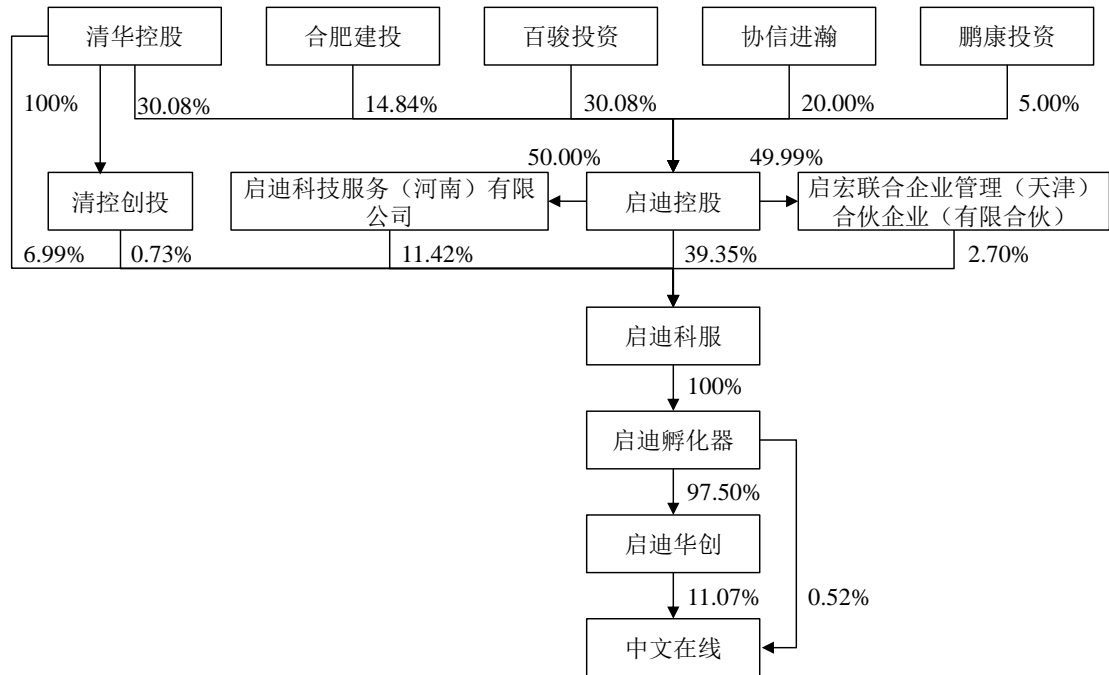 清华控股
合肥建投
百骏投资
协信进瀚
鹏康投资
100%
30.08%
14.84%
30.08%
20.00%
5.00%
50.00%
49.99%
清控创投
启迪科技服务（河南）有限
公司
启迪控股
启宏联合企业管理（天津）
合伙企业（有限合伙）
6.99%
0.73%
11.42%
39.35%
2.70%
启迪科服
100%
启迪孵化器
97.50%
启迪华创
11.07%
0.52%
中文在线